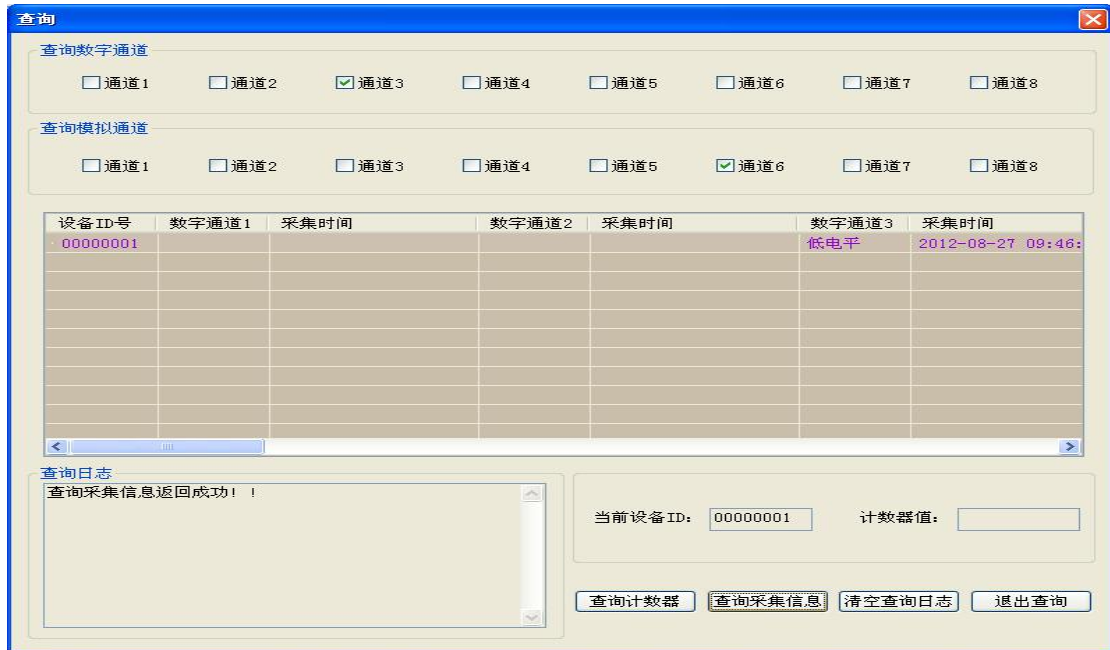 查询
查询数字通道
通道1 通道2 通道3 通道4 通道5 通道6 通道7 通道8
查询模拟通道
通道1 通道2 通道3 通道4 通道5 通道6 通道7 通道8
设备ID号 数字通道1 采集时间 数字通道2 采集时间 数字通道3 采集时间
00000001 低电平 2012-08-27 09:46:
查询日志
查询采集信息返回成功!!
当前设备ID: 00000001 计数器值:
查询计数器 查询采集信息 清空查询日志 退出查询